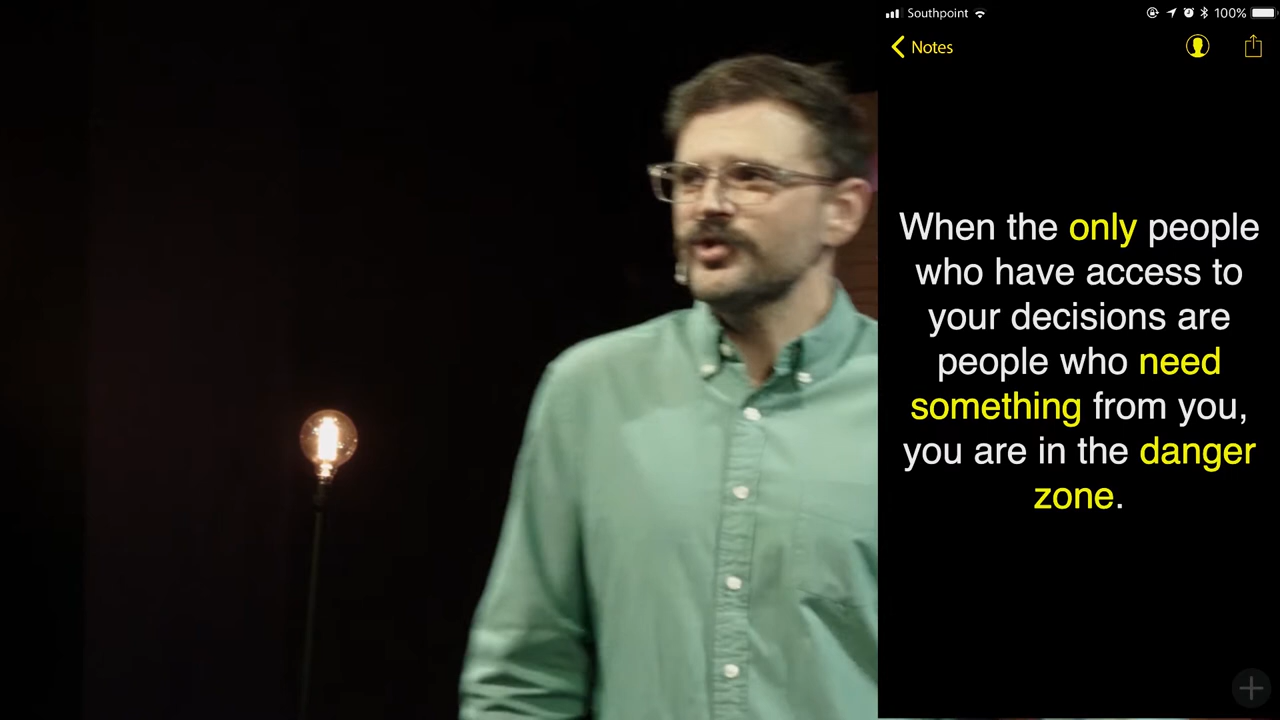 Southpoint
100%
Notes
When the only people
who have access to
your decisions are
people who need
something from you,
you are in the danger
zone.